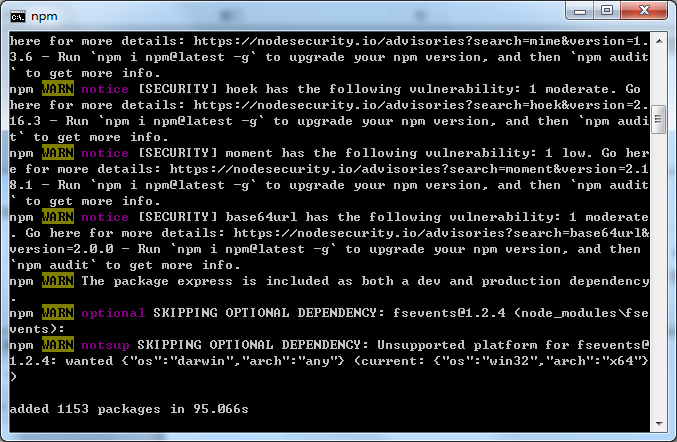 npm
here for more details: https://nodesecurity.io/advisories?search=mime&version=1.
3.6 - Run `npm i npm@latest -g` to upgrade your npm version, and then `npm audit
` to get more info.
npm WARN notice [SECURITY] hoek has the following vulnerability: 1 moderate. Go
here for more details: https://nodesecurity.io/advisories?search=hoek&version=2.
16.3 - Run `npm i npm@latest -g` to upgrade your npm version, and then `npm audi
t` to get more info.
npm WARN notice [SECURITY] moment has the following vulnerability: 1 low. Go her
e for more details: https://nodesecurity.io/advisories?search=moment&version=2.1
8.1 - Run `npm i npm@latest -g` to upgrade your npm version, and then `npm audit
` to get more info.
npm WARN notice [SECURITY] base64url has the following vulnerability: 1 moderate
. Go here for more details: https://nodesecurity.io/advisories?search=base64url&
version=2.0.0 - Run `npm i npm@latest -g` to upgrade your npm version, and then
`npm audit` to get more info.
npm WARN The package express is included as both a dev and production dependency
.
npm WARN optional SKIPPING OPTIONAL DEPENDENCY: fsevents@1.2.4 (node_modules\fse
vents):
npm WARN notsup SKIPPING OPTIONAL DEPENDENCY: Unsupported platform for fsevents@
1.2.4: wanted {"os":"darwin","arch":"any"} (current: {"os":"win32","arch":"x64"}
)
added 1153 packages in 95.066s